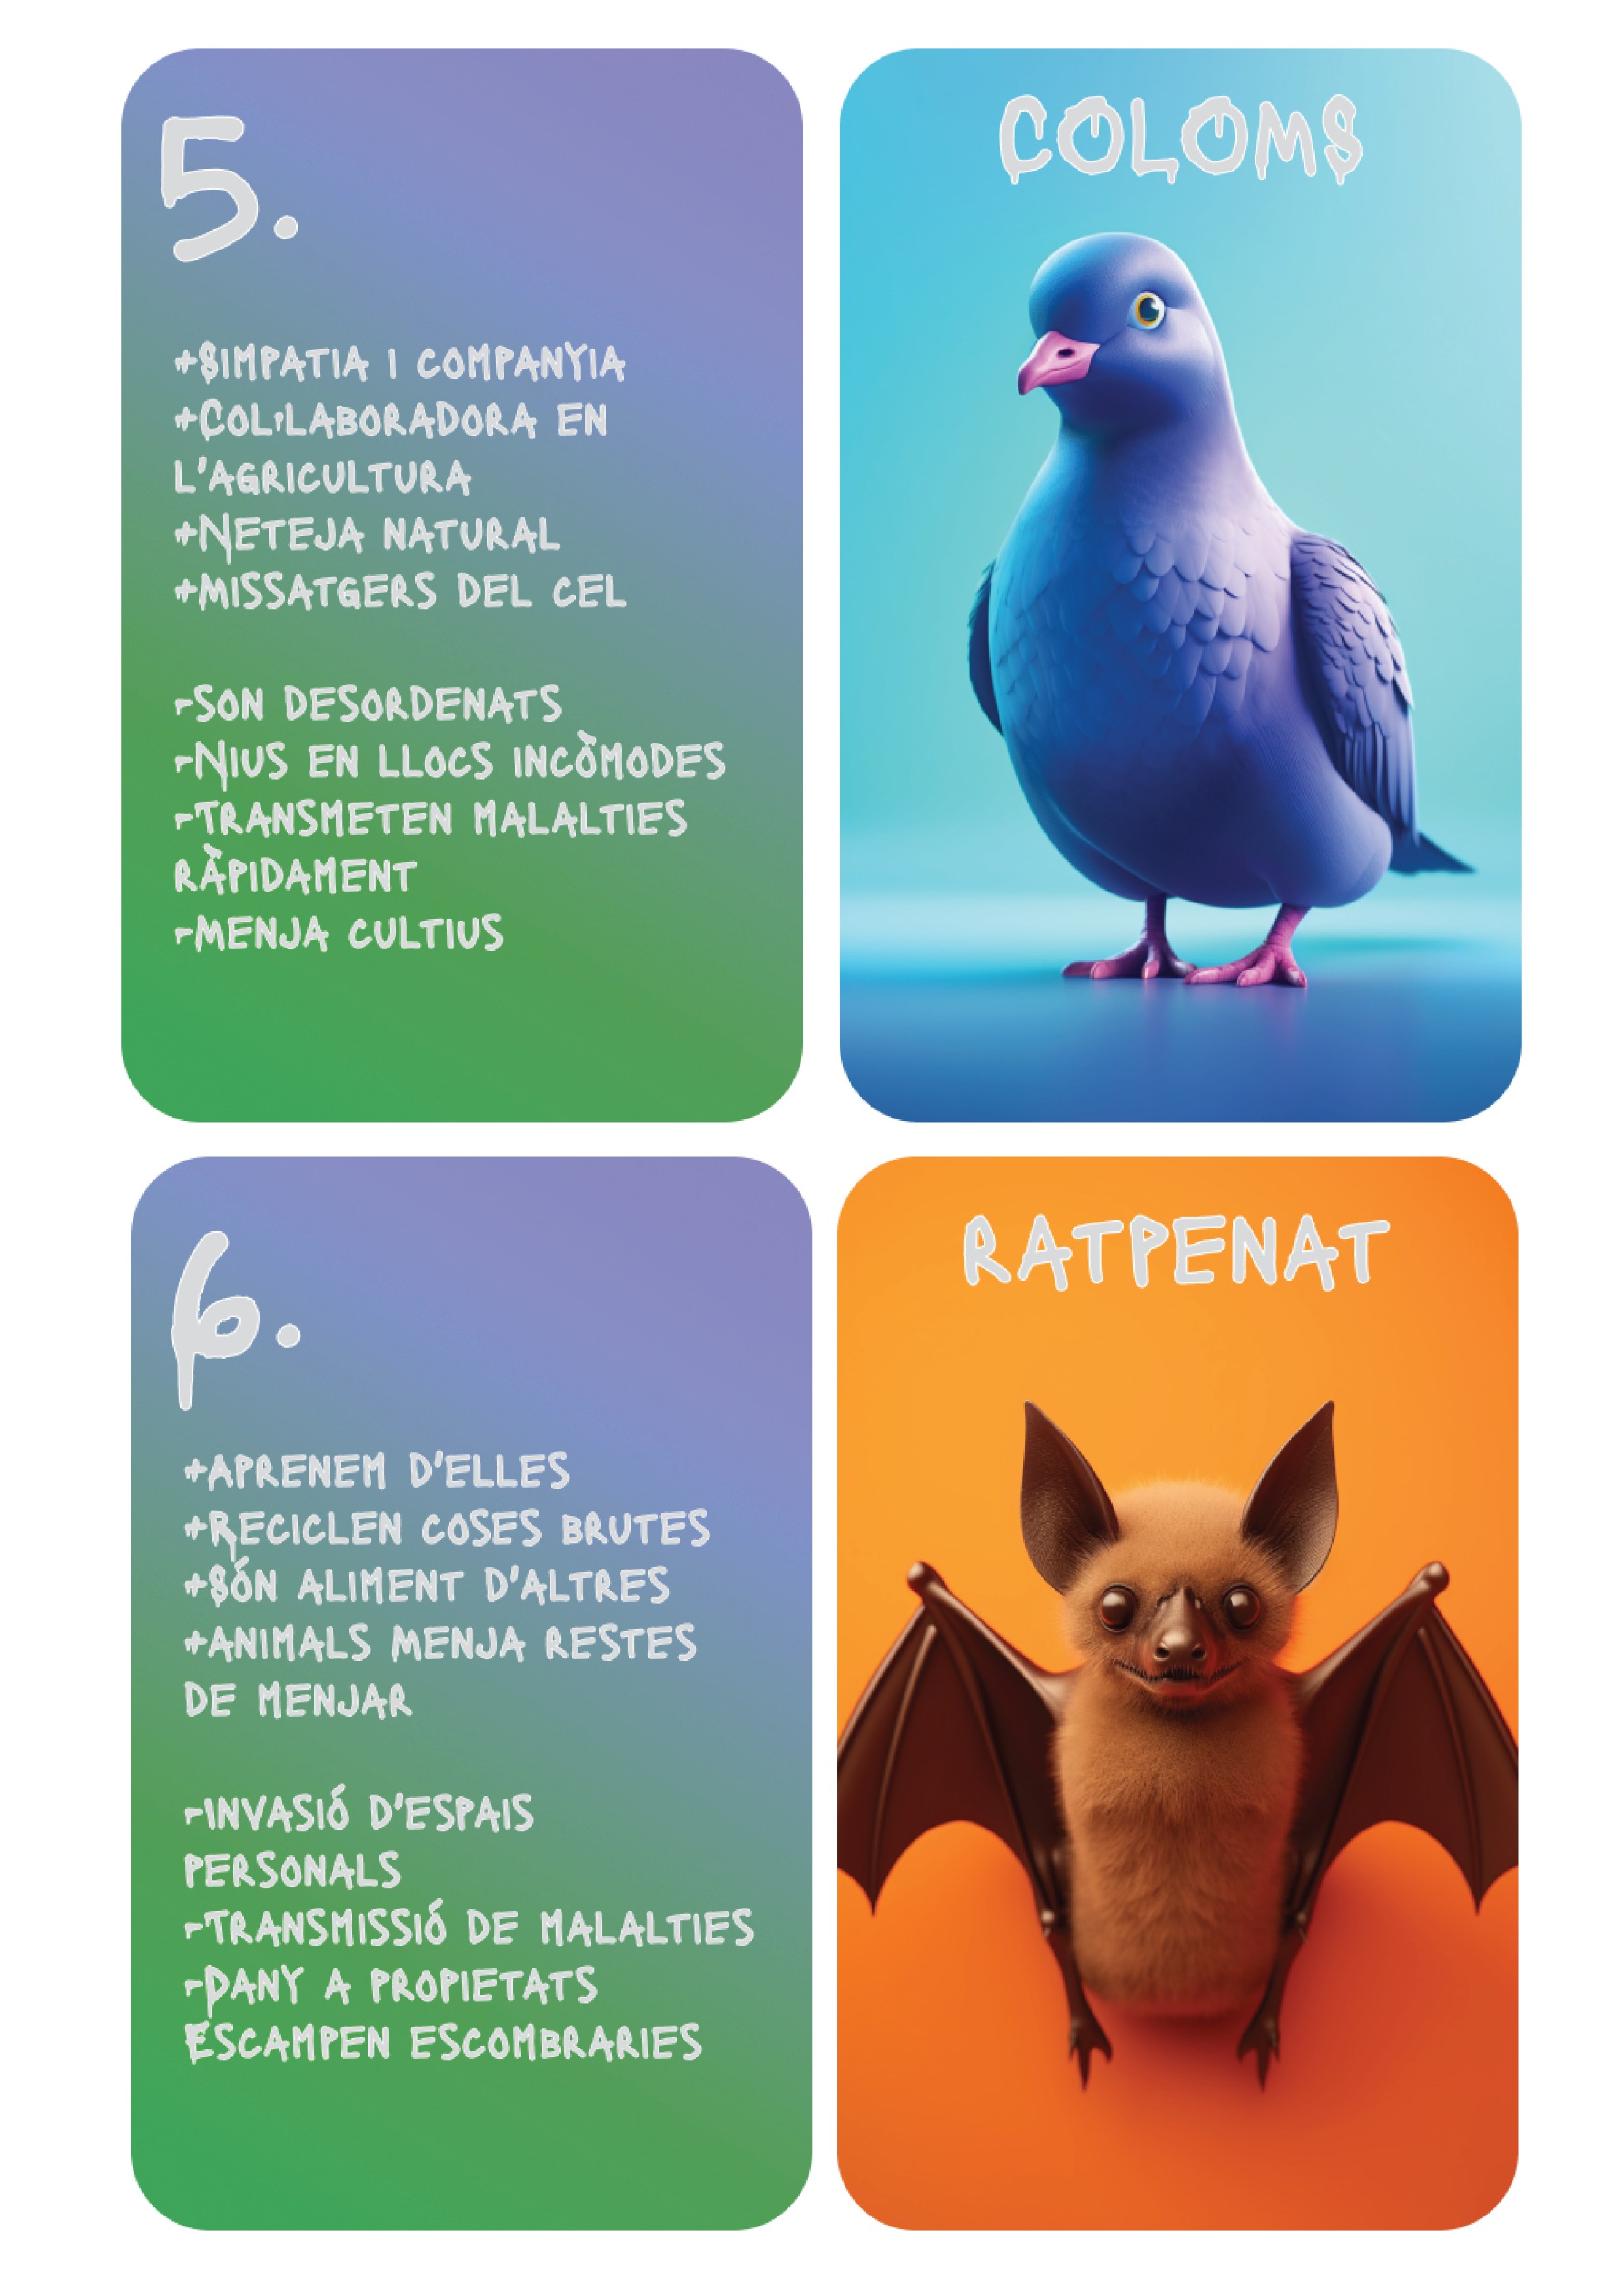 5.
+SIMPATIA I COMPANYIA
+COL·LABORADORA EN
L'AGRICULTURA
+NETEJA NATURAL
+MISSATGERS DEL CEL
-SON DESORDENATS
-NIUS EN LLOCS INCÒMODES
-TRANSMETEN MALALTIES
RÀPIDAMENT
-MENJA CULTIUS
COLOMS
6.
+APRENEM D'ELLES
+RECICLEN COSES BRUTES
+SÓN ALIMENT D'ALTRES
+ANIMALS MENJA RESTES
DE MENJAR
-INVASIÓ D'ESPAIS
PERSONALS
-TRANSMISSIÓ DE MALALTIES
-DANY A PROPIETATS
ESCAMPEN ESCOMBRARIES
RATPENAT